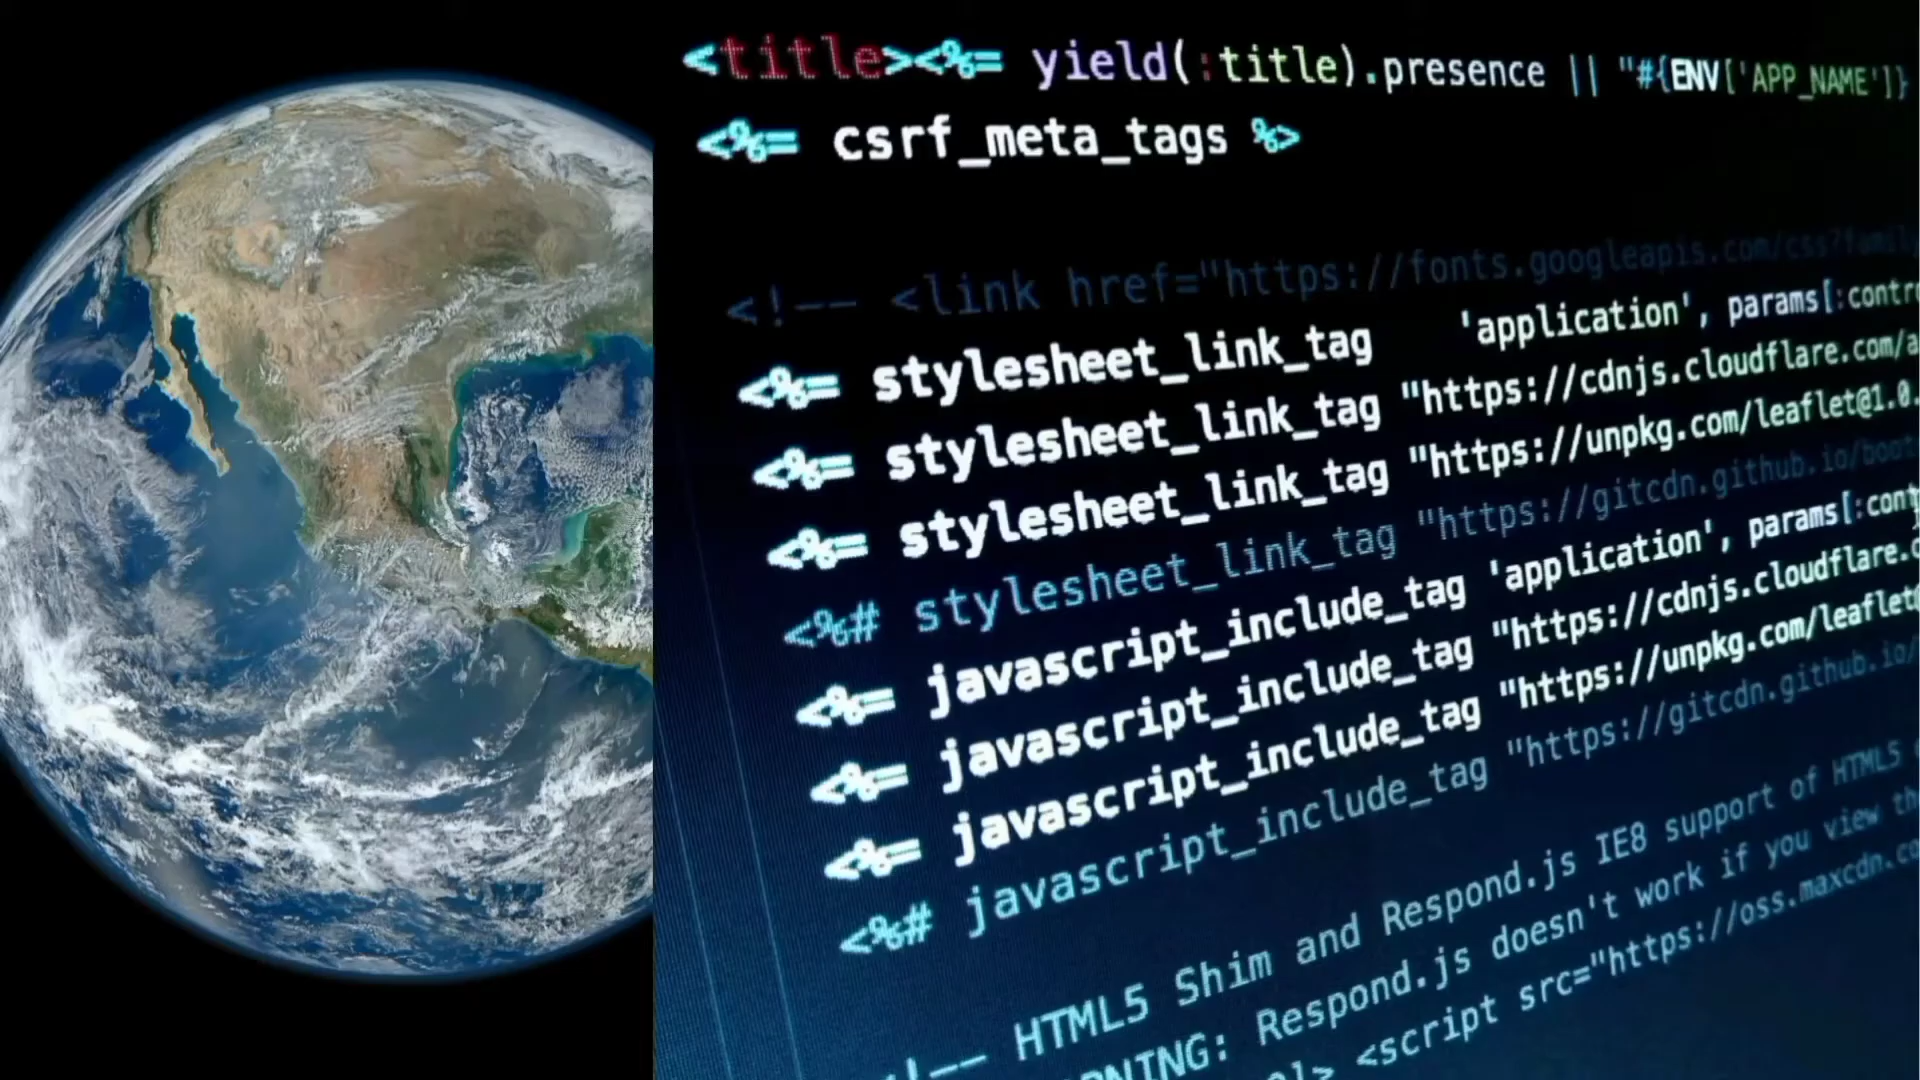 <title><%= yield(:title).presence || "#{ENV['APP_NAME']}
<%= csrf_meta_tags %>
<!-- <link href="https://fonts.googleapis.com/css?family
<%= stylesheet_link_tag 'application', params[:contro
<%= stylesheet_link_tag "https://cdnjs.cloudflare.com/a
<%= stylesheet_link_tag "https://unpkg.com/leaflet@1.0.
<%# stylesheet_link_tag "https://gitcdn.github.io/boot
<%= javascript_include_tag 'application', params[:cont
<%= javascript_include_tag "https://cdnjs.cloudflare.c
<%= javascript_include_tag "https://unpkg.com/leaflet@
<%# javascript_include_tag "https://gitcdn.github.io/
<!-- HTML5 Shim and Respond.js IE8 support of HTML5
RNING: Respond.js doesn't work if you view th
<script src="https://oss.maxcdn.co